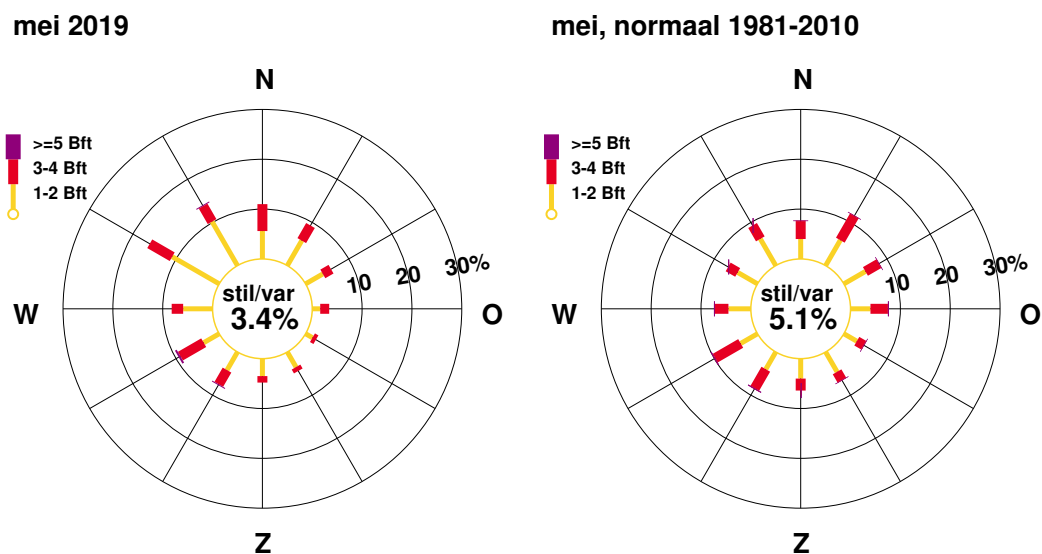 mei 2019
N
>=5 Bft
3-4 Bft
1-2 Bft
10
20
30%
stil/var
3.4%
W
O
Z
mei, normaal 1981-2010
N
>=5 Bft
3-4 Bft
1-2 Bft
10
20
30%
stil/var
5.1%
W
O
Z